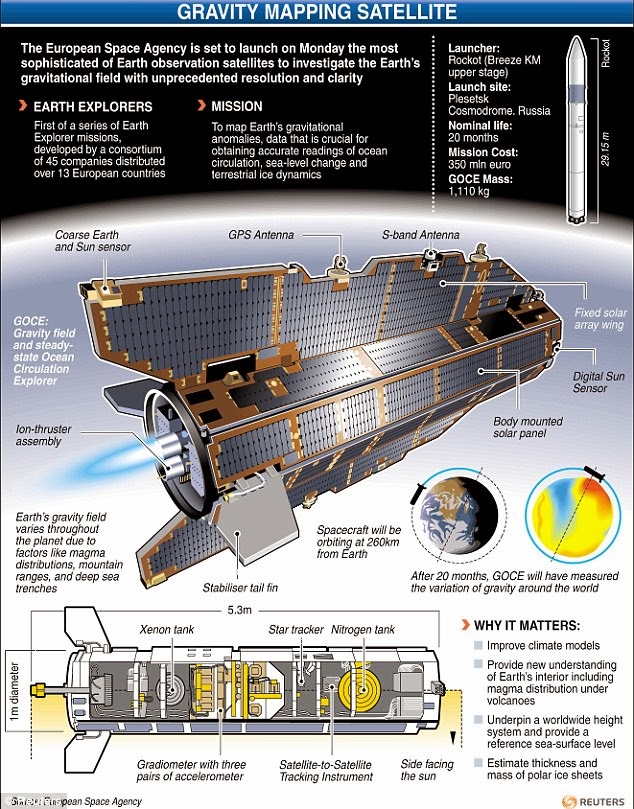 GRAVITY MAPPING SATELLITE
The European Space Agency is set to launch on Monday the most
sophisticated of Earth observation satellites to investigate the Earth's
gravitational field with unprecedented resolution and clarity
EARTH EXPLORERS
First of a series of Earth
Explorer missions,
developed by a consortium
of 45 companies distributed
over 13 European countries
MISSION
To map Earth's gravitational
anomalies, data that is crucial for
obtaining accurate readings of ocean
circulation, sea-level change and
terrestrial ice dynamics
Launcher:
Rockot (Breeze KM
upper stage)
Launch site:
Plesetsk
Cosmodrome. Russia
Nominal life:
20 months
Mission Cost:
350 mln euro
GOCE Mass:
1,110 kg
Rockot
29.15 m
Coarse Earth
and Sun sensor
GPS Antenna
S-band Antenna
GOCE:
Gravity field
and steady-
state Ocean
Circulation
Explorer
Fixed solar
array wing
Digital Sun
Sensor
Body mounted
solar panel
Ion-thruster
assembly
Earth's gravity field
varies throughout
the planet due to
factors like magma
distributions, mountain
ranges, and deep sea
trenches
Stabiliser tail fin
Spacecraft will be
orbiting at 260km
from Earth
After 20 months, GOCE will have measured
the variation of gravity around the world
5.3m
1m diameter
Xenon tank
Star tracker
Nitrogen tank
Gradiometer with three
pairs of accelerometer
Satellite-to-Satellite
Tracking Instrument
Side facing
the sun
WHY IT MATTERS:
Improve climate models
Provide new understanding
of Earth's interior including
magma distribution under
volcanoes
Underpin a worldwide height
system and provide a
reference sea-surface level
Estimate thickness and
mass of polar ice sheets
European Space Agency
© Reuters
REUTERS